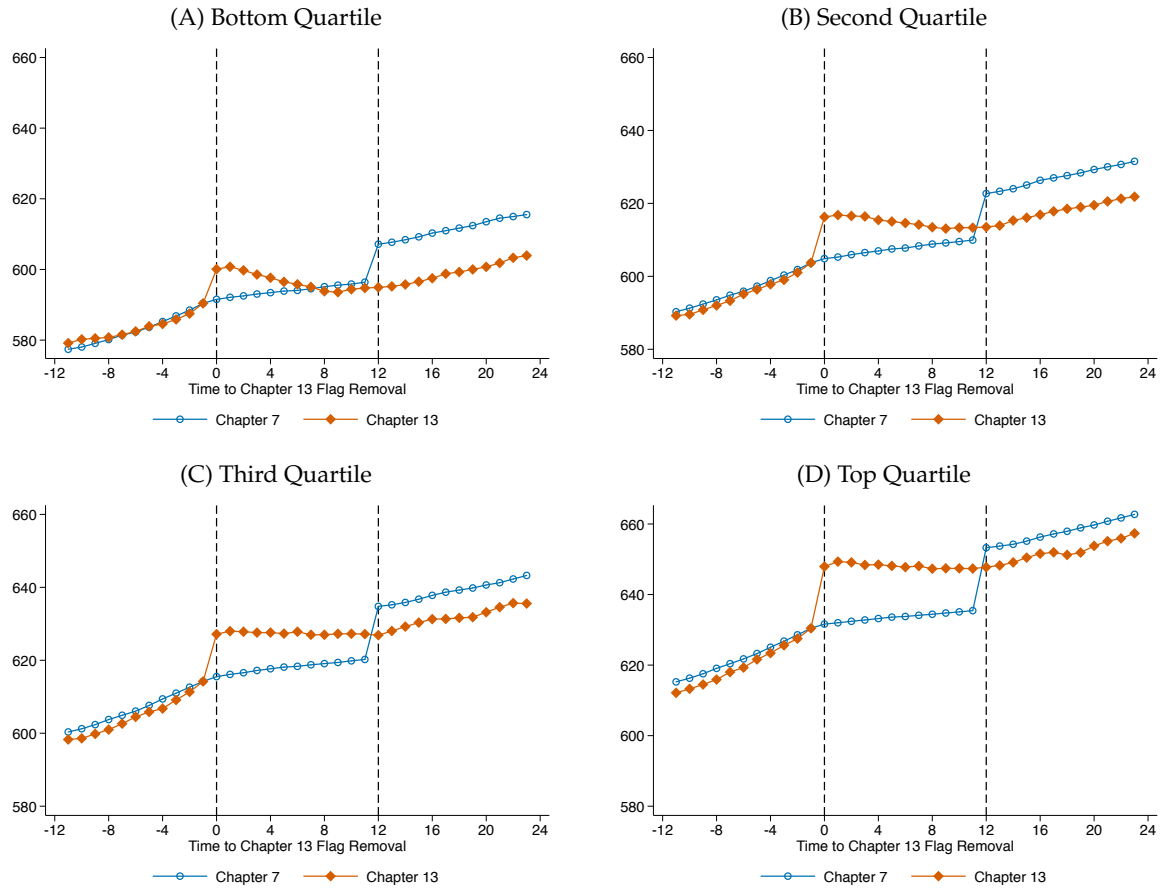 (A) Bottom Quartile
660
640
620
600
580
-12 -8 -4 0 4 8 12 16 20 24
Time to Chapter 13 Flag Removal
Chapter 7 Chapter 13
(B) Second Quartile
660
640
620
600
580
-12 -8 -4 0 4 8 12 16 20 24
Time to Chapter 13 Flag Removal
Chapter 7 Chapter 13
(C) Third Quartile
660
640
620
600
580
-12 -8 -4 0 4 8 12 16 20 24
Time to Chapter 13 Flag Removal
Chapter 7 Chapter 13
(D) Top Quartile
660
640
620
600
580
-12 -8 -4 0 4 8 12 16 20 24
Time to Chapter 13 Flag Removal
Chapter 7 Chapter 13